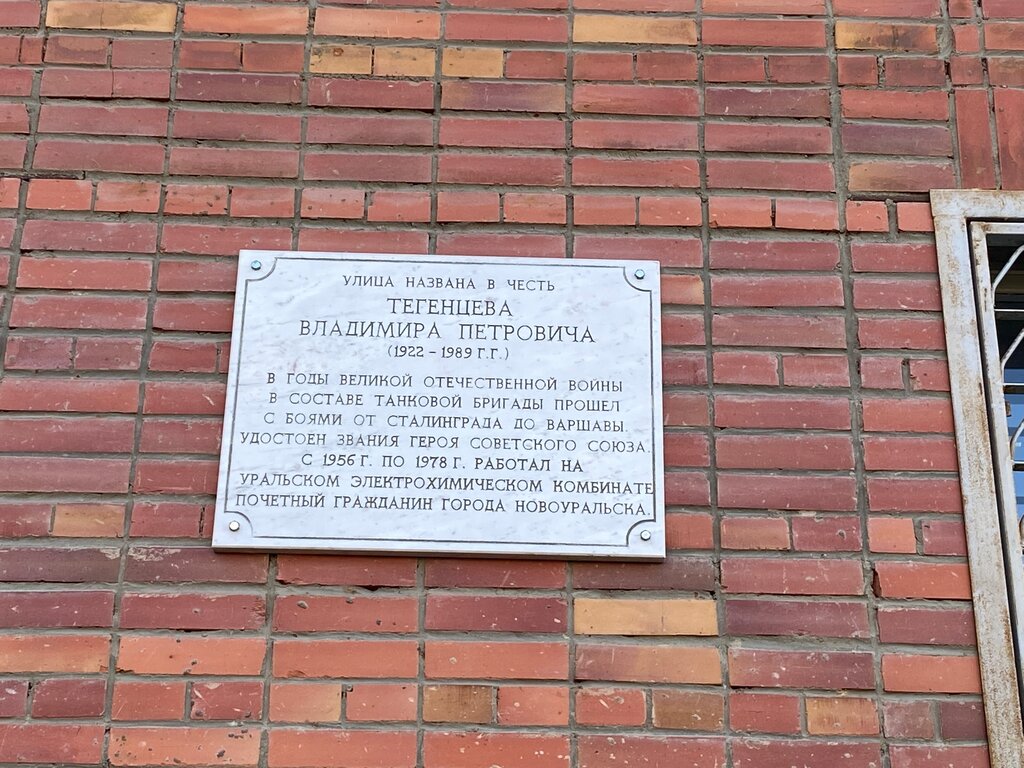 УЛИЦА НАЗВАНА В ЧЕСТЬ
ТЕГЕНЦЕВА
ВЛАДИМИРА ПЕТРОВИЧА
(1922 – 1989 Г.Г.)
В ГОДЫ ВЕЛИКОЙ ОТЕЧЕСТВЕННОЙ ВОЙНЫ
В СОСТАВЕ ТАНКОВОЙ БРИГАДЫ ПРОШЕЛ
С БОЯМИ ОТ СТАЛИНГРАДА ДО ВАРШАВЫ.
УДОСТОЕН ЗВАНИЯ ГЕРОЯ СОВЕТСКОГО СОЮЗА.
С 1956 Г. ПО 1978 Г. РАБОТАЛ НА
УРАЛЬСКОМ ЭЛЕКТРОХИМИЧЕСКОМ КОМБИНАТЕ
ПОЧЕТНЫЙ ГРАЖДАНИН ГОРОДА НОВОУРАЛЬСКА.